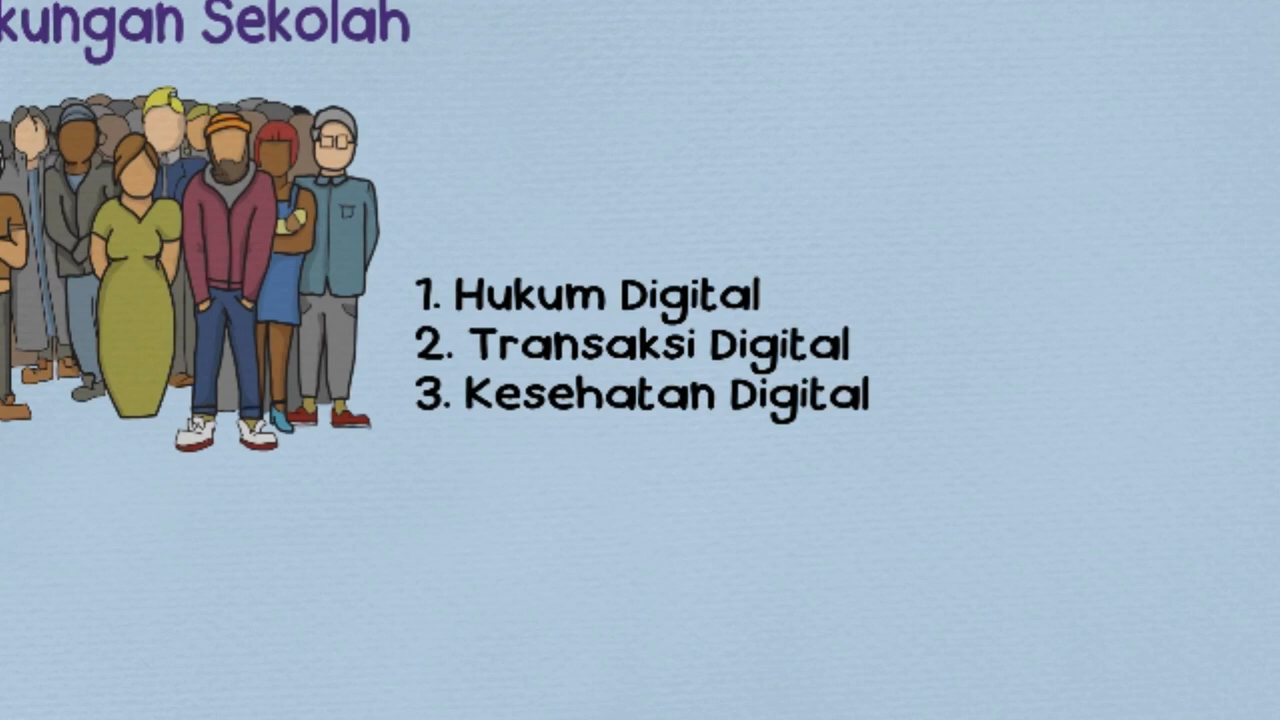 kungan Sekolah
1. Hukum Digital
2. Transaksi Digital
3. Kesehatan Digital